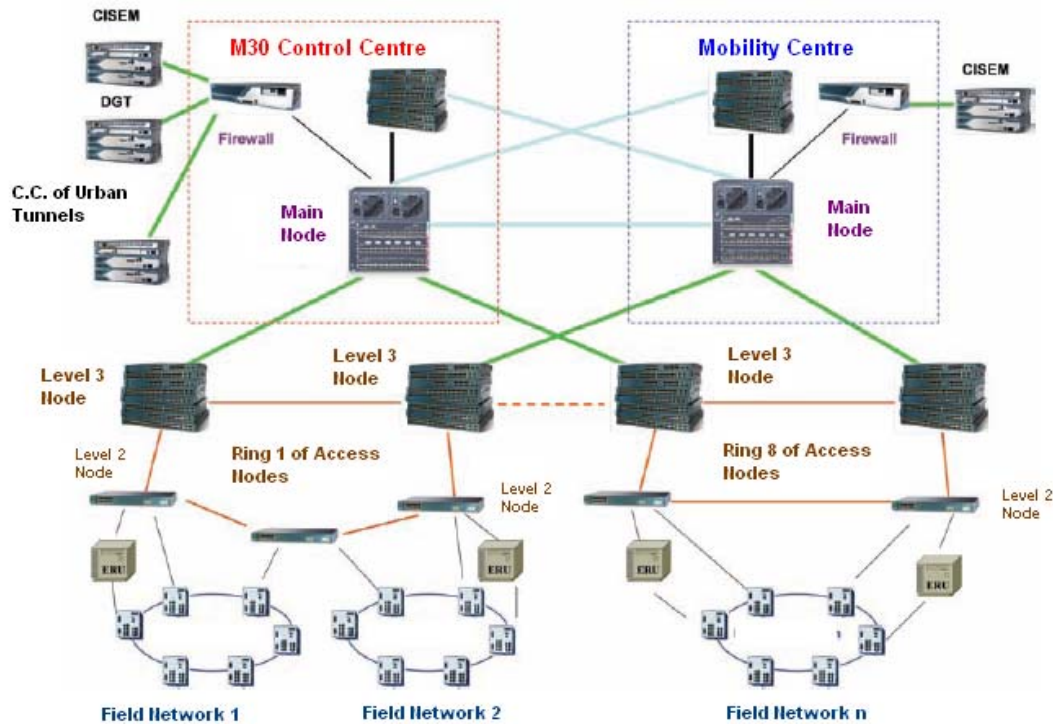 CISEM
M30 Control Centre
Mobility Centre
CISEM
DGT
Firewall
Firewall
C.C. of Urban
Tunnels
Main
Node
Main
Node
Level 3
Node
Level 3
Node
Level 3
Node
Level 2
Node
Ring 1 of Access
Nodes
Level 2
Node
Ring 8 of Access
Nodes
Level 2
Node
ERU
ERU
ERU
ERU
Field Network 1
Field Network 2
Field Network n